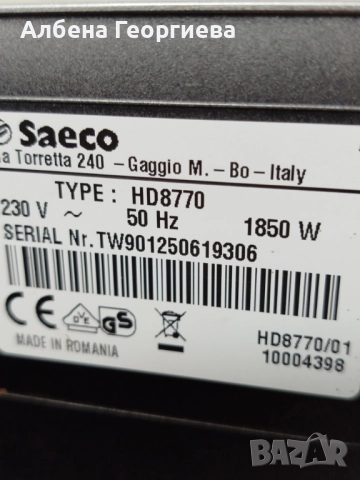 Албена Георгиева
Saeco
a Torretta 240 - Gaggio M. - Bo - Italy
TYPE: HD8770
230 V ~ 50 Hz 1850 W
SERIAL Nr.TW901250619306
CE DVE GS
HD8770/01
10004398
MADE IN ROMANIA
BAZAR